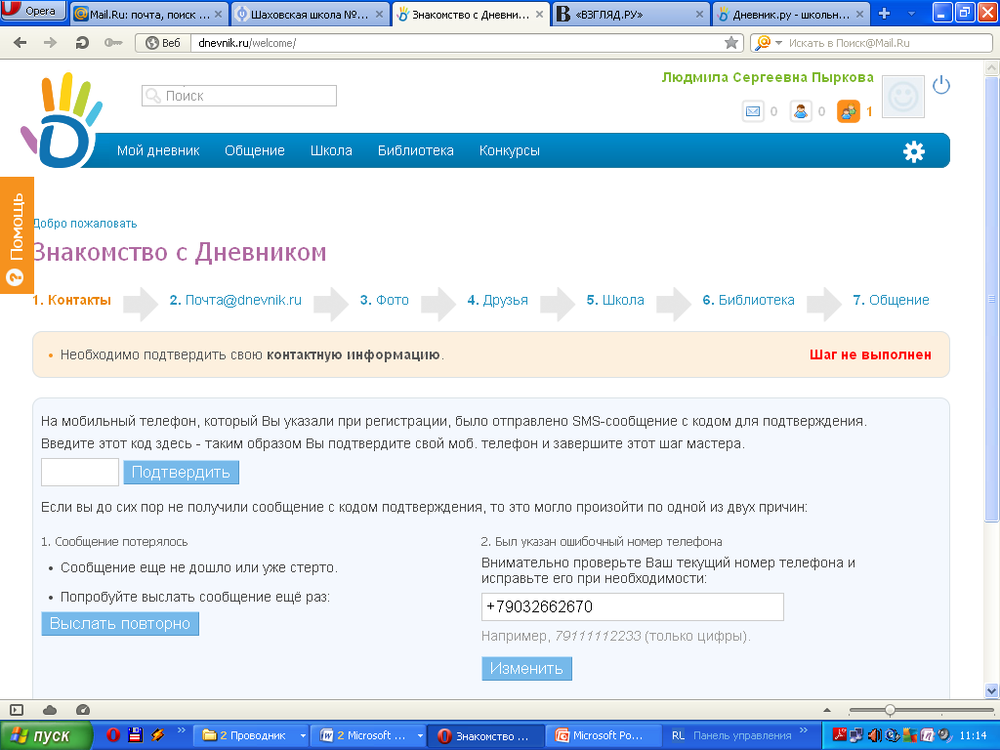 Opera
Mail.Ru: почта, поиск ...
Шаховская школа №...
Знакомство с Дневни...
«ВЗГЛЯД.РУ»
Дневник.ру - школьн...
Веб
dnevnik.ru/welcome/
Искать в Поиск@Mail.Ru
Людмила Сергеевна Пыркова
Поиск
0
0
1
Мой дневник
Общение
Школа
Библиотека
Конкурсы
Помощь
Добро пожаловать
Знакомство с Дневником
1. Контакты
2. Почта@dnevnik.ru
3. Фото
4. Друзья
5. Школа
6. Библиотека
7. Общение
• Необходимо подтвердить свою контактную информацию.
Шаг не выполнен
На мобильный телефон, который Вы указали при регистрации, было отправлено SMS-сообщение с кодом для подтверждения.
Введите этот код здесь - таким образом Вы подтвердите свой моб. телефон и завершите этот шаг мастера.
Подтвердить
Если вы до сих пор не получили сообщение с кодом подтверждения, то это могло произойти по одной из двух причин:
1. Сообщение потерялось
• Сообщение еще не дошло или уже стерто.
• Попробуйте выслать сообщение ещё раз:
Выслать повторно
2. Был указан ошибочный номер телефона
Внимательно проверьте Ваш текущий номер телефона и
исправьте его при необходимости:
+79032662670
Например, 79111112233 (только цифры).
Изменить
пуск
2 Проводник
2 Microsoft ...
Знакомство ...
Microsoft Po...
RL
Панель управления
11:14